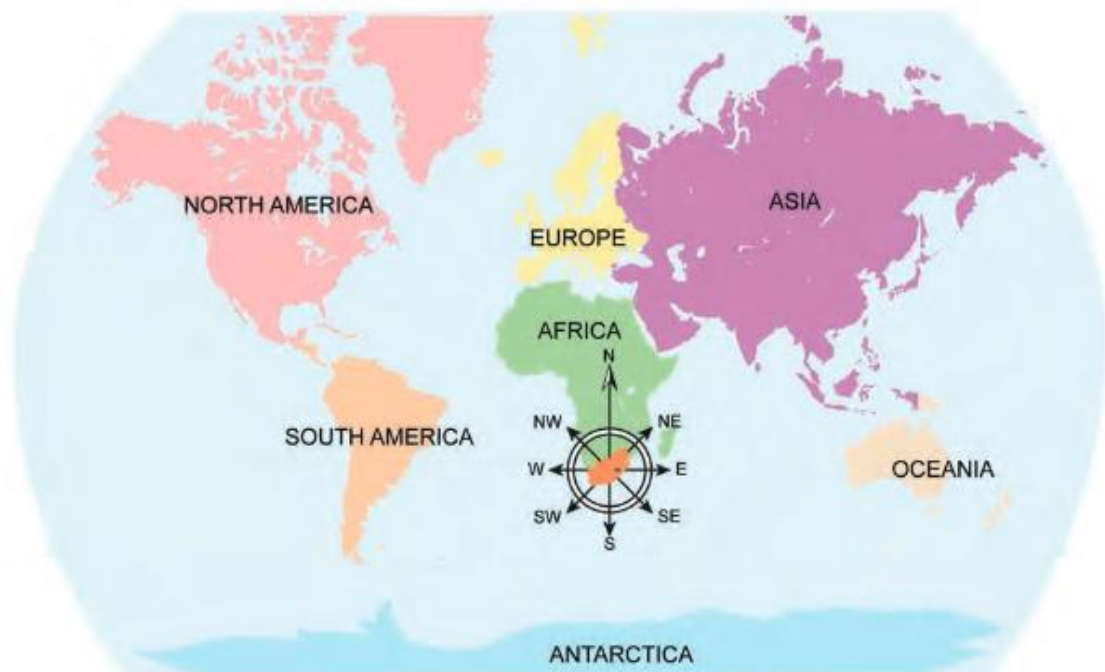 NORTH AMERICA
ASIA
EUROPE
AFRICA
N
NW
NE
SOUTH AMERICA
W
E
OCEANIA
SW
SE
S
ANTARCTICA